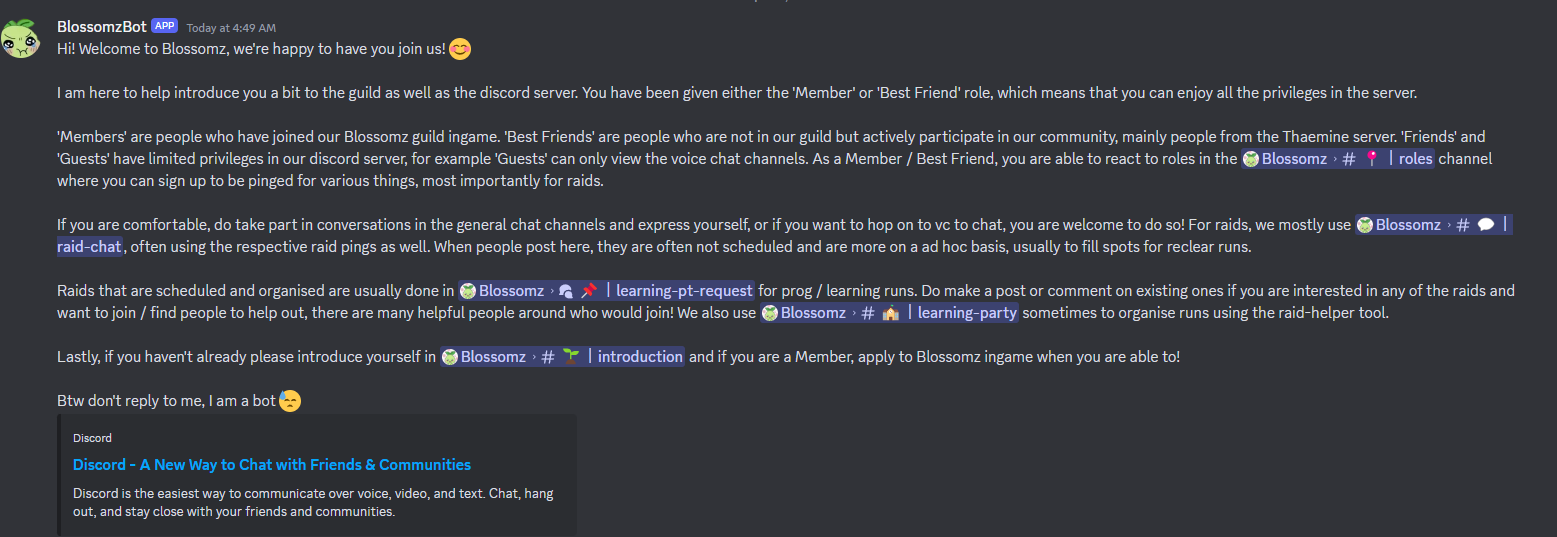 BlossomzBot APP Today at 4:49 AM
Hi! Welcome to Blossomz, we're happy to have you join us! 😊
I am here to help introduce you a bit to the guild as well as the discord server. You have been given either the 'Member' or 'Best Friend' role, which means that you can enjoy all the privileges in the server.
'Members' are people who have joined our Blossomz guild ingame. 'Best Friends' are people who are not in our guild but actively participate in our community, mainly people from the Thaemine server. 'Friends' and
'Guests' have limited privileges in our discord server, for example 'Guests' can only view the voice chat channels. As a Member / Best Friend, you are able to react to roles in the Blossomz › # 📍 | roles channel
where you can sign up to be pinged for various things, most importantly for raids.
If you are comfortable, do take part in conversations in the general chat channels and express yourself, or if you want to hop on to vc to chat, you are welcome to do so! For raids, we mostly use Blossomz › # 💬 |
raid-chat, often using the respective raid pings as well. When people post here, they are often not scheduled and are more on a ad hoc basis, usually to fill spots for reclear runs.
Raids that are scheduled and organised are usually done in Blossomz › 📌 | learning-pt-request for prog / learning runs. Do make a post or comment on existing ones if you are interested in any of the raids and
want to join / find people to help out, there are many helpful people around who would join! We also use Blossomz › # 🏫 | learning-party sometimes to organise runs using the raid-helper tool.
Lastly, if you haven't already please introduce yourself in Blossomz › # 🌱 | introduction and if you are a Member, apply to Blossomz ingame when you are able to!
Btw don't reply to me, I am a bot 😓
Discord
Discord - A New Way to Chat with Friends & Communities
Discord is the easiest way to communicate over voice, video, and text. Chat, hang
out, and stay close with your friends and communities.